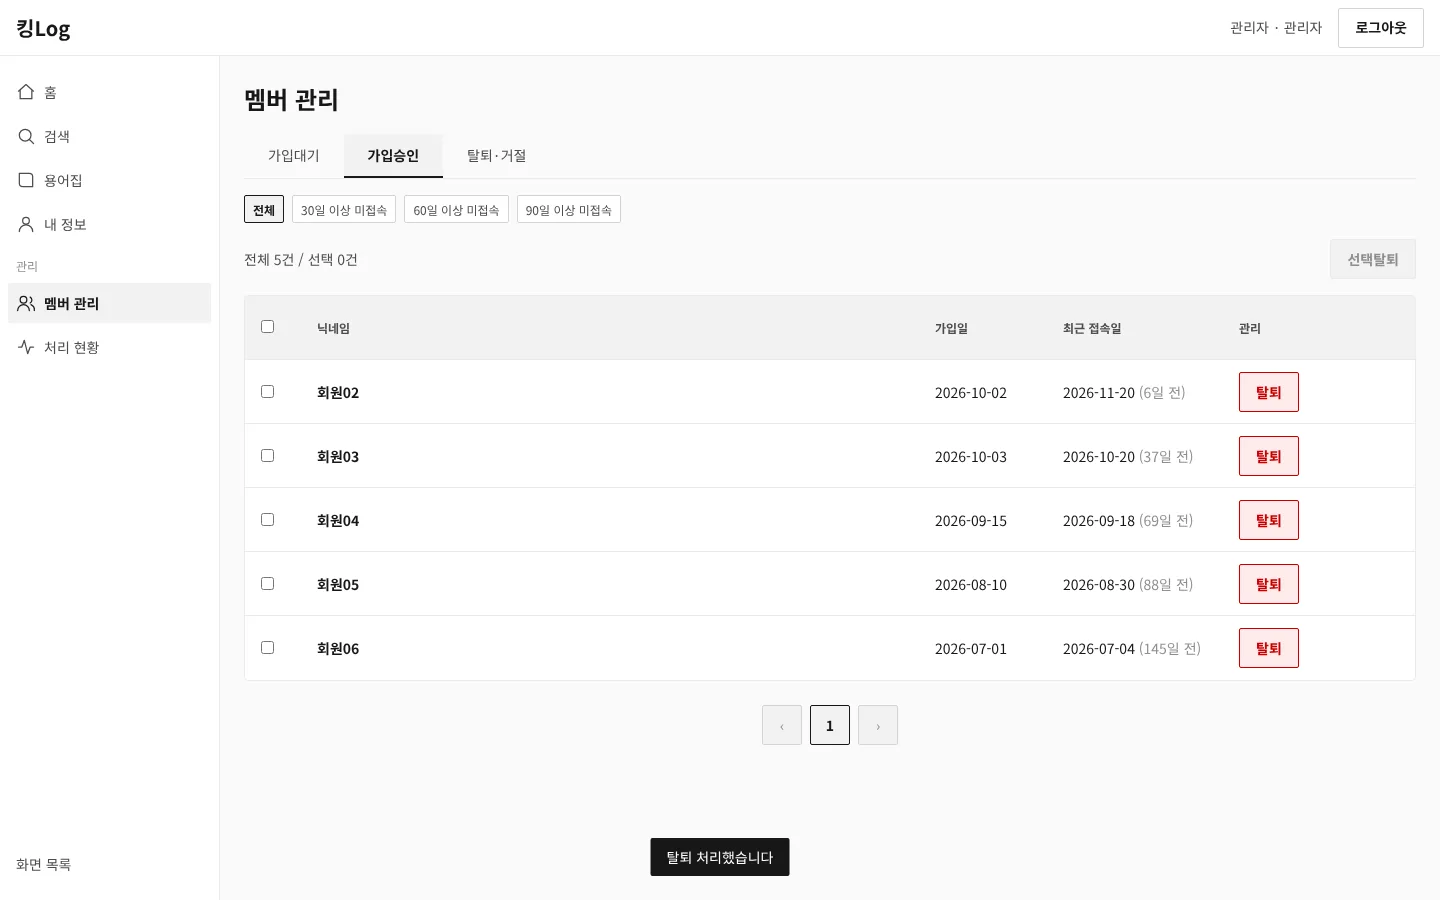 킹Log
관리자 · 관리자
로그아웃
홈
검색
용어집
내 정보
관리
멤버 관리
처리 현황
화면 목록
멤버 관리
가입대기
가입승인
탈퇴·거절
전체
30일 이상 미접속
60일 이상 미접속
90일 이상 미접속
전체 5건 / 선택 0건
선택탈퇴
닉네임 가입일 최근 접속일 관리
회원02 2026-10-02 2026-11-20 (6일 전) 탈퇴
회원03 2026-10-03 2026-10-20 (37일 전) 탈퇴
회원04 2026-09-15 2026-09-18 (69일 전) 탈퇴
회원05 2026-08-10 2026-08-30 (88일 전) 탈퇴
회원06 2026-07-01 2026-07-04 (145일 전) 탈퇴
‹ 1 ›
탈퇴 처리했습니다